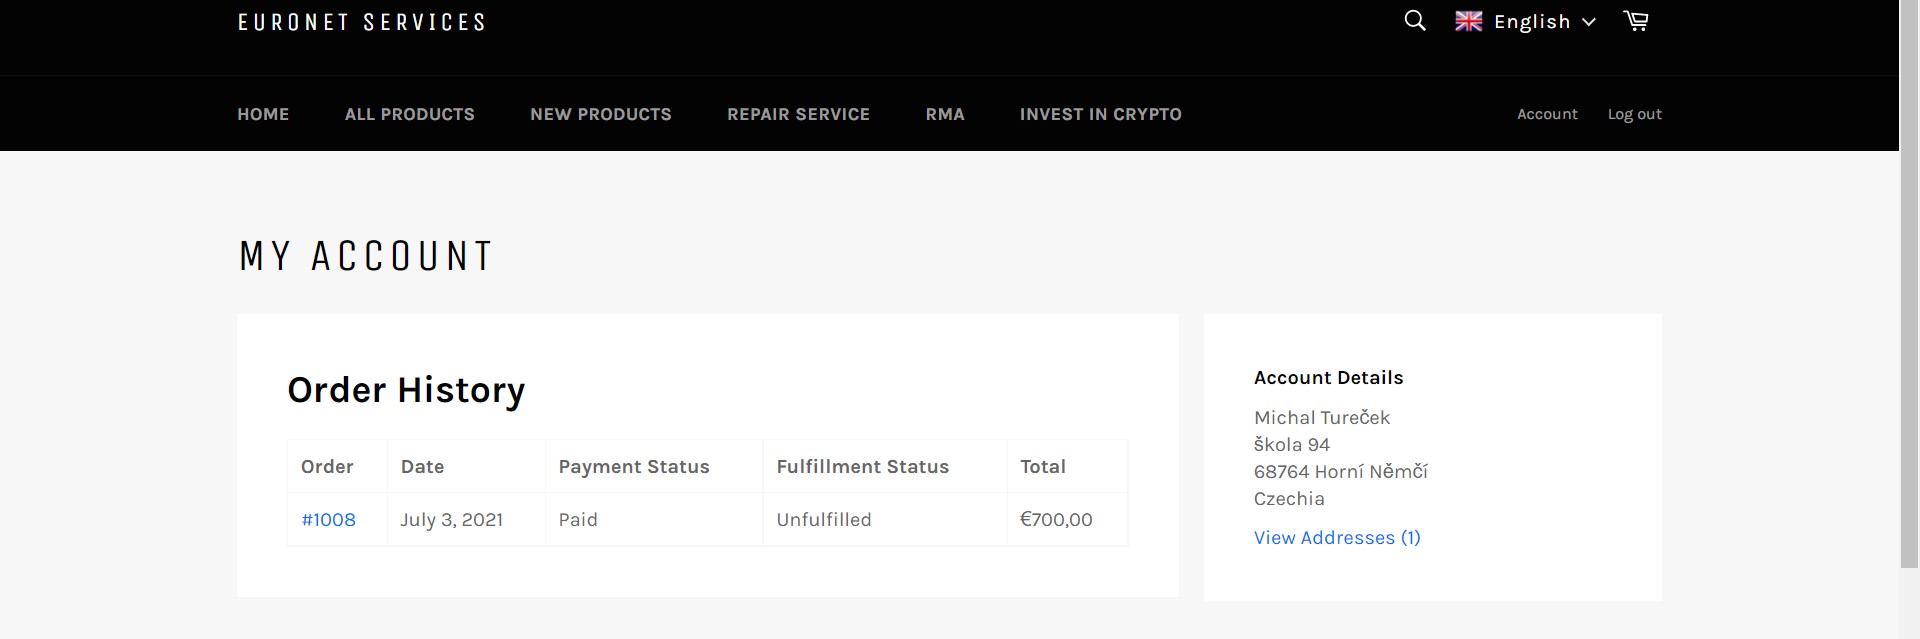 EURONET SERVICES
English
HOME ALL PRODUCTS NEW PRODUCTS REPAIR SERVICE RMA INVEST IN CRYPTO Account Log out
MY ACCOUNT
Order History
Order Date Payment Status Fulfillment Status Total
#1008 July 3, 2021 Paid Unfulfilled €700,00
Account Details
Michal Tureček
škola 94
68764 Horní Němčí
Czechia
View Addresses (1)